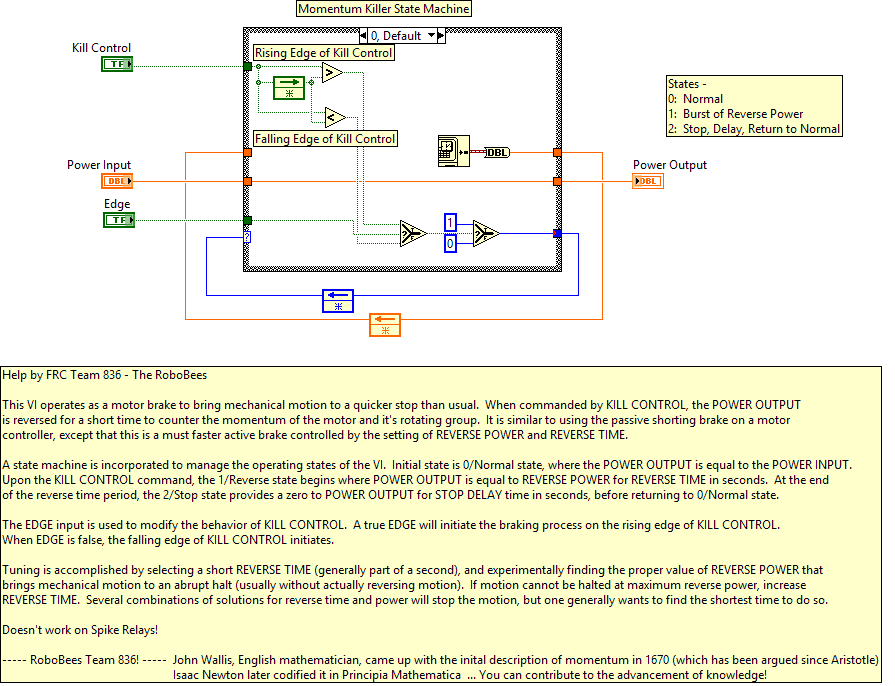 Momentum Killer State Machine
0, Default
Kill Control
TF
Rising Edge of Kill Control
>
<
Falling Edge of Kill Control
States -
0:  Normal
1:  Burst of Reverse Power
2:  Stop, Delay, Return to Normal
DBL
Power Input
DBL
Power Output
DBL
Edge
TF
?
T
?
F
1
0
T
?
F
Help by FRC Team 836 - The RoboBees
This VI operates as a motor brake to bring mechanical motion to a quicker stop than usual.  When commanded by KILL CONTROL, the POWER OUTPUT
is reversed for a short time to counter the momentum of the motor and it's rotating group.  It is similar to using the passive shorting brake on a motor
controller, except that this is a must faster active brake controlled by the setting of REVERSE POWER and REVERSE TIME.
A state machine is incorporated to manage the operating states of the VI.  Initial state is 0/Normal state, where the POWER OUTPUT is equal to the POWER INPUT.
Upon the KILL CONTROL command, the 1/Reverse state begins where POWER OUTPUT is equal to REVERSE POWER for REVERSE TIME in seconds.  At the end
of the reverse time period, the 2/Stop state provides a zero to POWER OUTPUT for STOP DELAY time in seconds, before returning to 0/Normal state.
The EDGE input is used to modify the behavior of KILL CONTROL.  A true EDGE will initiate the braking process on the rising edge of KILL CONTROL.
When EDGE is false, the falling edge of KILL CONTROL initiates.
Tuning is accomplished by selecting a short REVERSE TIME (generally part of a second), and experimentally finding the proper value of REVERSE POWER that
brings mechanical motion to an abrupt halt (usually without actually reversing motion).  If motion cannot be halted at maximum reverse power, increase
REVERSE TIME.  Several combinations of solutions for reverse time and power will stop the motion, but one generally wants to find the shortest time to do so.
Doesn't work on Spike Relays!
----- RoboBees Team 836! -----  John Wallis, English mathematician, came up with the inital description of momentum in 1670 (which has been argued since Aristotle)
Isaac Newton later codified it in Principia Mathematica  ... You can contribute to the advancement of knowledge!